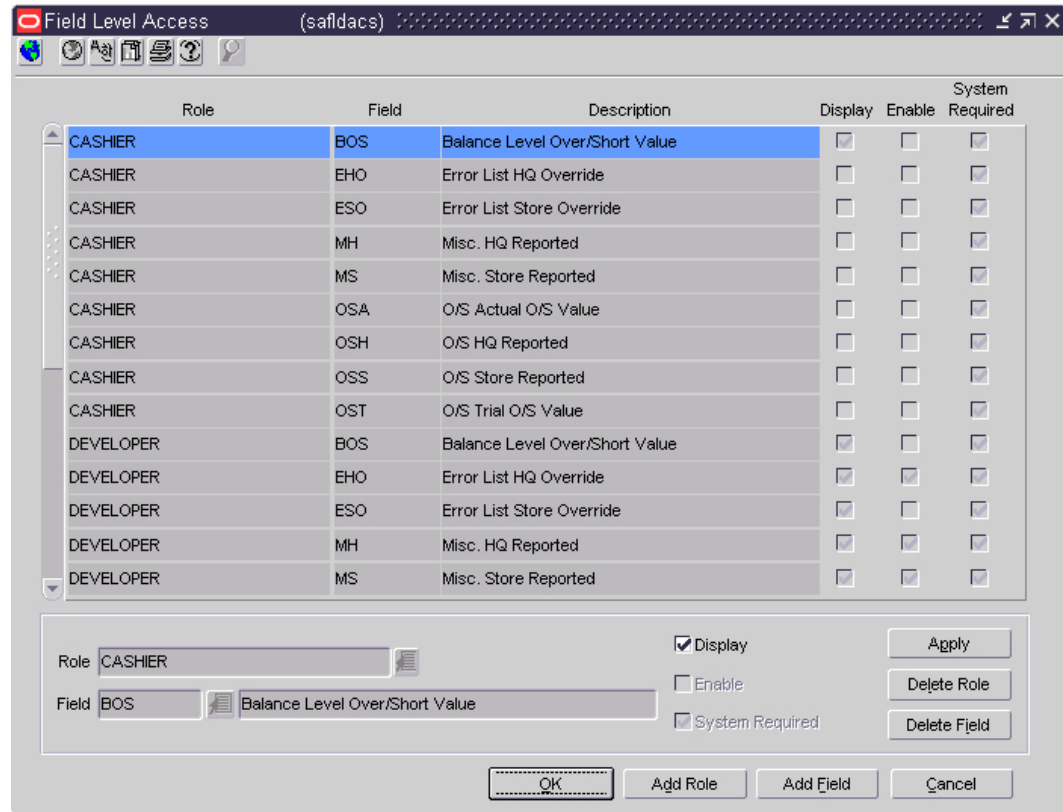 Field Level Access (safldacs)
Role Field Description Display Enable System Required
CASHIER BOS Balance Level Over/Short Value
CASHIER EHO Error List HQ Override
CASHIER ESO Error List Store Override
CASHIER MH Misc. HQ Reported
CASHIER MS Misc. Store Reported
CASHIER OSA O/S Actual O/S Value
CASHIER OSH O/S HQ Reported
CASHIER OSS O/S Store Reported
CASHIER OST O/S Trial O/S Value
DEVELOPER BOS Balance Level Over/Short Value
DEVELOPER EHO Error List HQ Override
DEVELOPER ESO Error List Store Override
DEVELOPER MH Misc. HQ Reported
DEVELOPER MS Misc. Store Reported
Role CASHIER
Field BOS Balance Level Over/Short Value
Display
Enable
System Required
Apply
Delete Role
Delete Field
OK Add Role Add Field Cancel